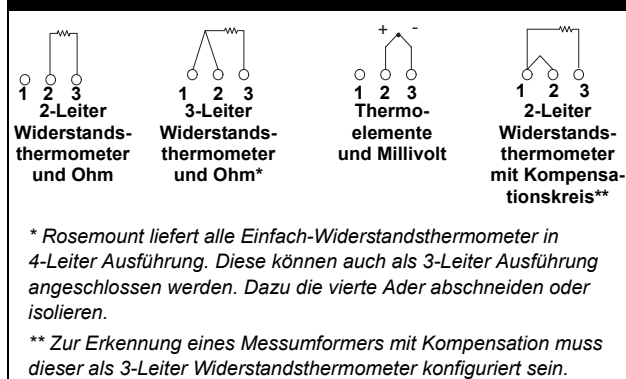 + -
1 2 3
1 2 3
1 2 3
1 2 3
2-Leiter
Widerstands-
thermometer
und Ohm
3-Leiter
Widerstands-
thermometer
und Ohm*
Thermo-
elemente
und Millivolt
2-Leiter
Widerstands-
thermometer
mit Kompensa-
tionskreis**
* Rosemount liefert alle Einfach-Widerstandsthermometer in
4-Leiter Ausführung. Diese können auch als 3-Leiter Ausführung
angeschlossen werden. Dazu die vierte Ader abschneiden oder
isolieren.
** Zur Erkennung eines Messumformers mit Kompensation muss
dieser als 3-Leiter Widerstandsthermometer konfiguriert sein.